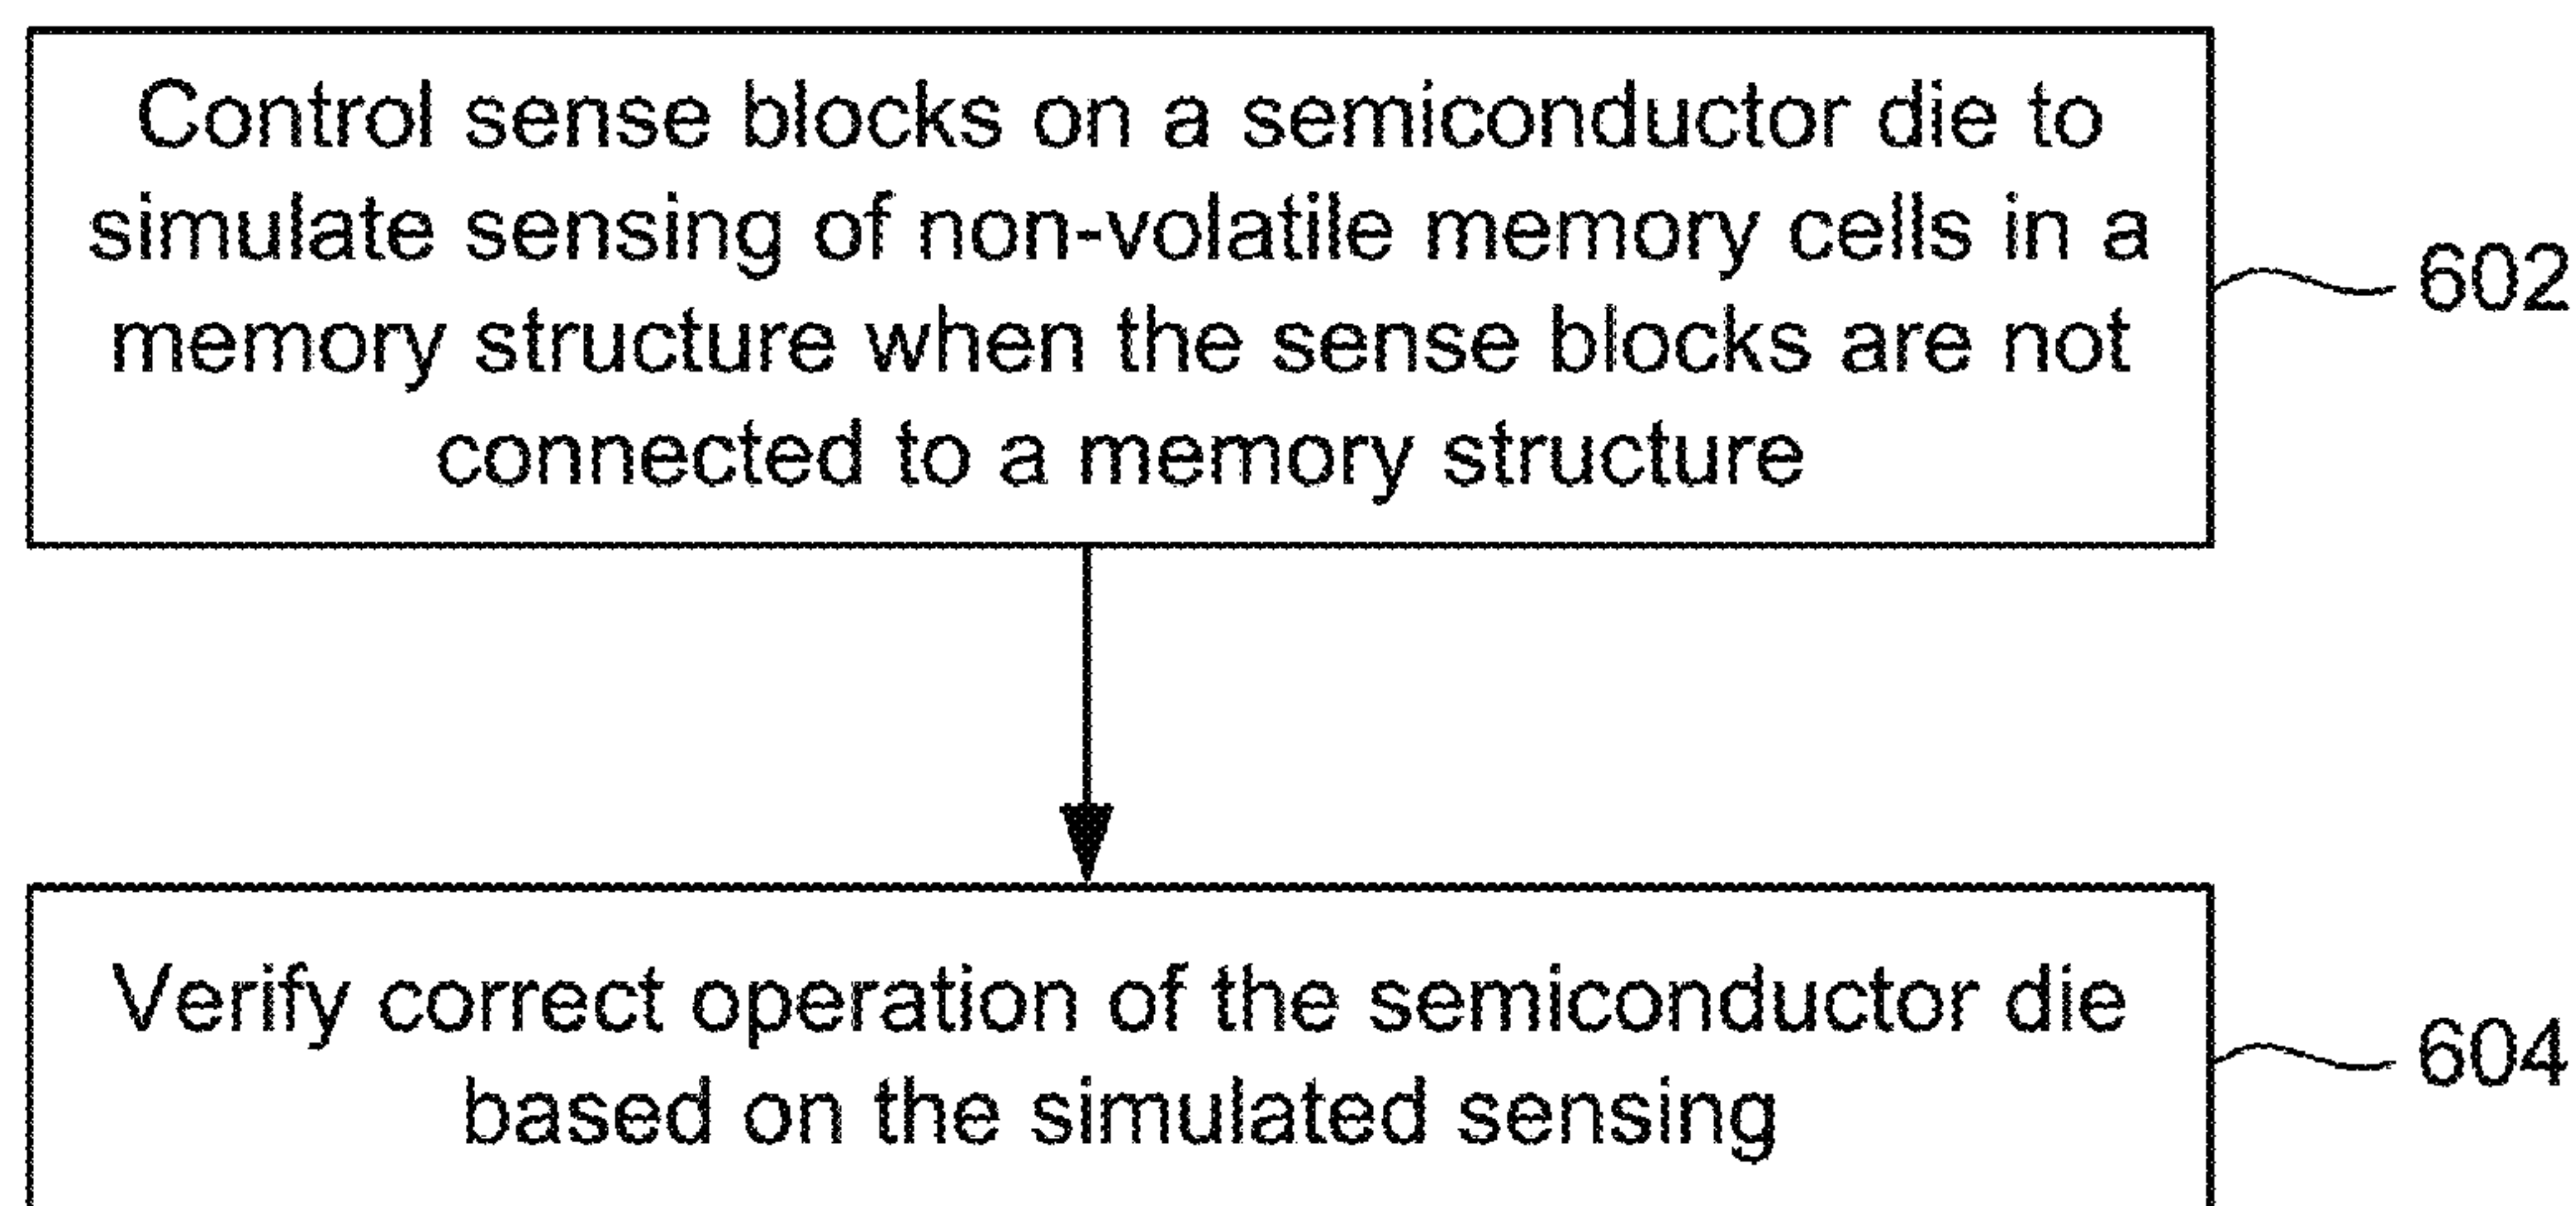 Control sense blocks on a semiconductor die to
simulate sensing of non-volatile memory cells in a
memory structure when the sense blocks are not
connected to a memory structure
602
Verify correct operation of the semiconductor die
based on the simulated sensing
604